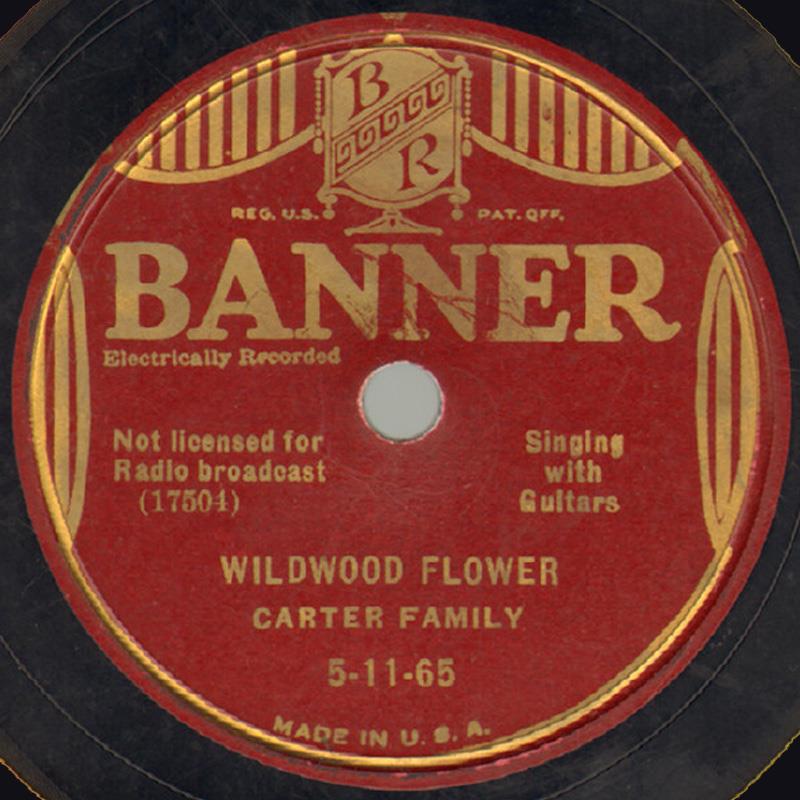 B
R
REG. U.S. PAT. OFF.
BANNER
Electrically Recorded
Not licensed for
Radio broadcast
(17504)
Singing
with
Guitars
WILDWOOD FLOWER
CARTER FAMILY
5-11-65
MADE IN U. S. A.